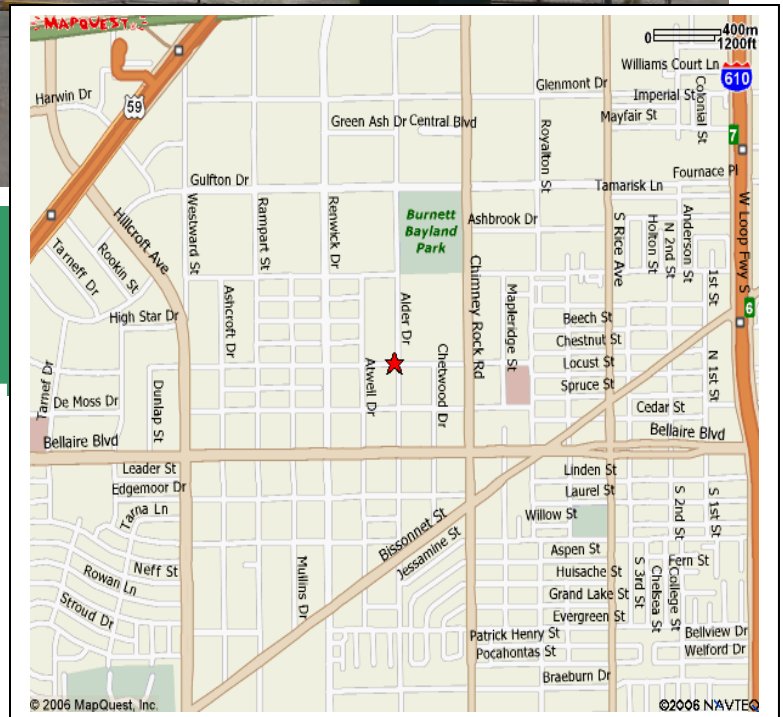 MAPQUEST
400m
0
1200ft
Williams Court Ln
610
Glenmont Dr
Imperial St
Colonial St
Harwin Dr
59
Mayfair St
Green Ash Dr Central Blvd
Royalton St
7
Fournace Pl
Gulfton Dr
Tamarisk Ln
Westward St
Rampart St
Renwick Dr
Burnett
Bayland
Park
Ashbrook Dr
S Rice Ave
Holton St
N 2nd St
Anderson St
W Loop Fwy S
Hillcroft Ave
Tarneff Dr
Rookin St
Chimney Rock Rd
Mapleridge St
1st St
6
Ashcroft Dr
Alder Dr
High Star Dr
Beech St
Chestnut St
Atwell Dr
Chetwood Dr
Locust St
N 1st St
Spruce St
Tarnef Dr
De Moss Dr
Dunlap St
Cedar St
Bellaire Blvd
Bellaire Blvd
Leader St
Linden St
Edgemoor Dr
Laurel St
S 2nd St
S 1st St
Tarna Ln
Willow St
Bissonnet St
Jessamine St
Aspen St
Mullins Dr
Neff St
Huisache St
S 3rd St
Chelsea St
College St
Fern St
Rowan Ln
Grand Lake St
Stroud Dr
Evergreen St
Patrick Henry St
Bellview Dr
Pocahontas St
Welford Dr
Braeburn Dr
© 2006 MapQuest, Inc.
©2006 NAVTEQ